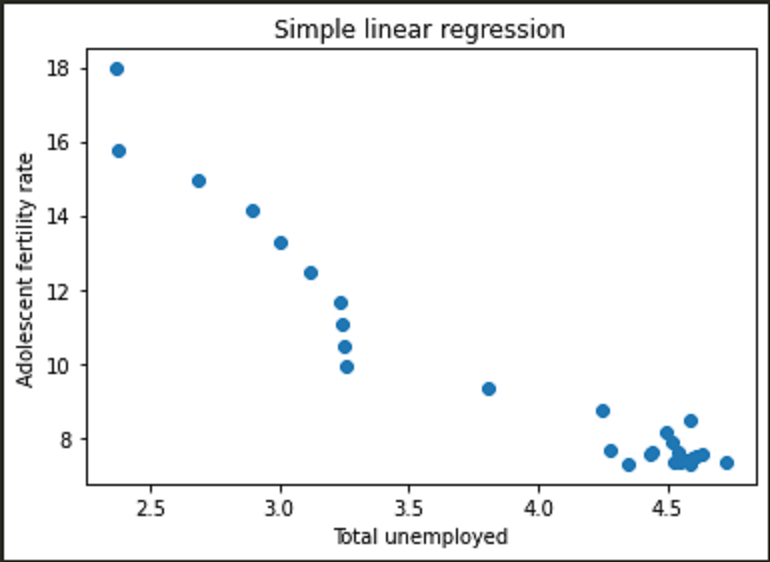 Simple linear regression
18
16
14
12
10
8
Adolescent fertility rate
2.5 3.0 3.5 4.0 4.5
Total unemployed